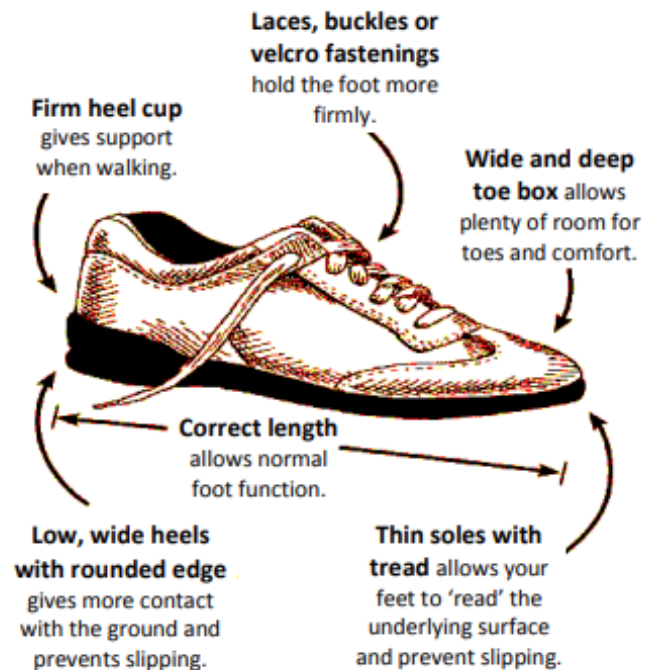 Laces, buckles or
velcro fastenings
hold the foot more
firmly.
Firm heel cup
gives support
when walking.
Wide and deep
toe box allows
plenty of room for
toes and comfort.
Correct length
allows normal
foot function.
Low, wide heels
with rounded edge
gives more contact
with the ground and
prevents slipping.
Thin soles with
tread allows your
feet to ‘read’ the
underlying surface
and prevent slipping.